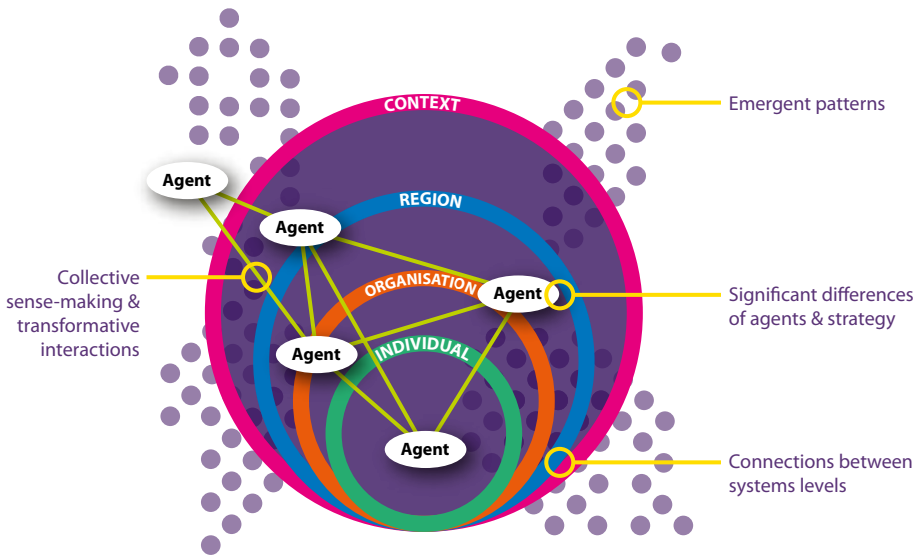 CONTEXT
Emergent patterns
Agent
REGION
Agent
Collective
sense-making &
transformative
interactions
ORGANISATION
Agent
Significant differences
of agents & strategy
INDIVIDUAL
Agent
Agent
Connections between
systems levels